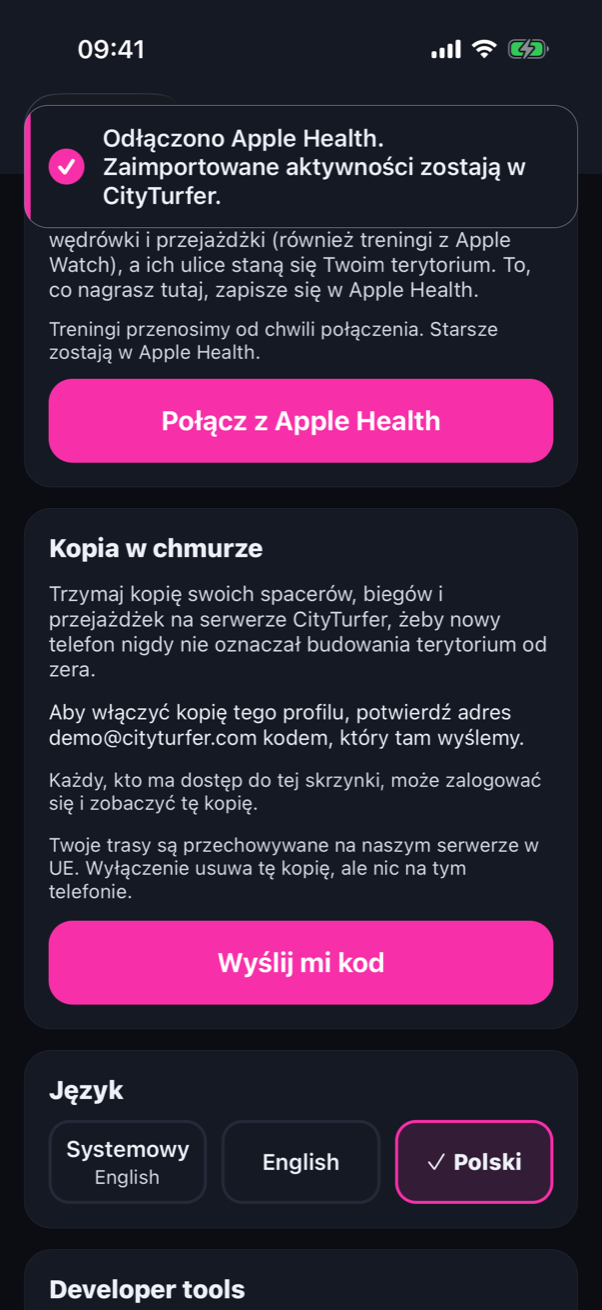 09:41
Odłączono Apple Health.
Zaimportowane aktywności zostają w
CityTurfer.
wędrówki i przejażdżki (również treningi z Apple
Watch), a ich ulice staną się Twoim terytorium. To,
co nagrasz tutaj, zapisze się w Apple Health.
Treningi przenosimy od chwili połączenia. Starsze
zostają w Apple Health.
Połącz z Apple Health
Kopia w chmurze
Trzymaj kopię swoich spacerów, biegów i
przejażdżek na serwerze CityTurfer, żeby nowy
telefon nigdy nie oznaczał budowania terytorium od
zera.
Aby włączyć kopię tego profilu, potwierdź adres
demo@cityturfer.com kodem, który tam wyślemy.
Każdy, kto ma dostęp do tej skrzynki, może zalogować
się i zobaczyć tę kopię.
Twoje trasy są przechowywane na naszym serwerze w
UE. Wyłączenie usuwa tę kopię, ale nic na tym
telefonie.
Wyślij mi kod
Język
Systemowy
English
English
✓ Polski
Developer tools